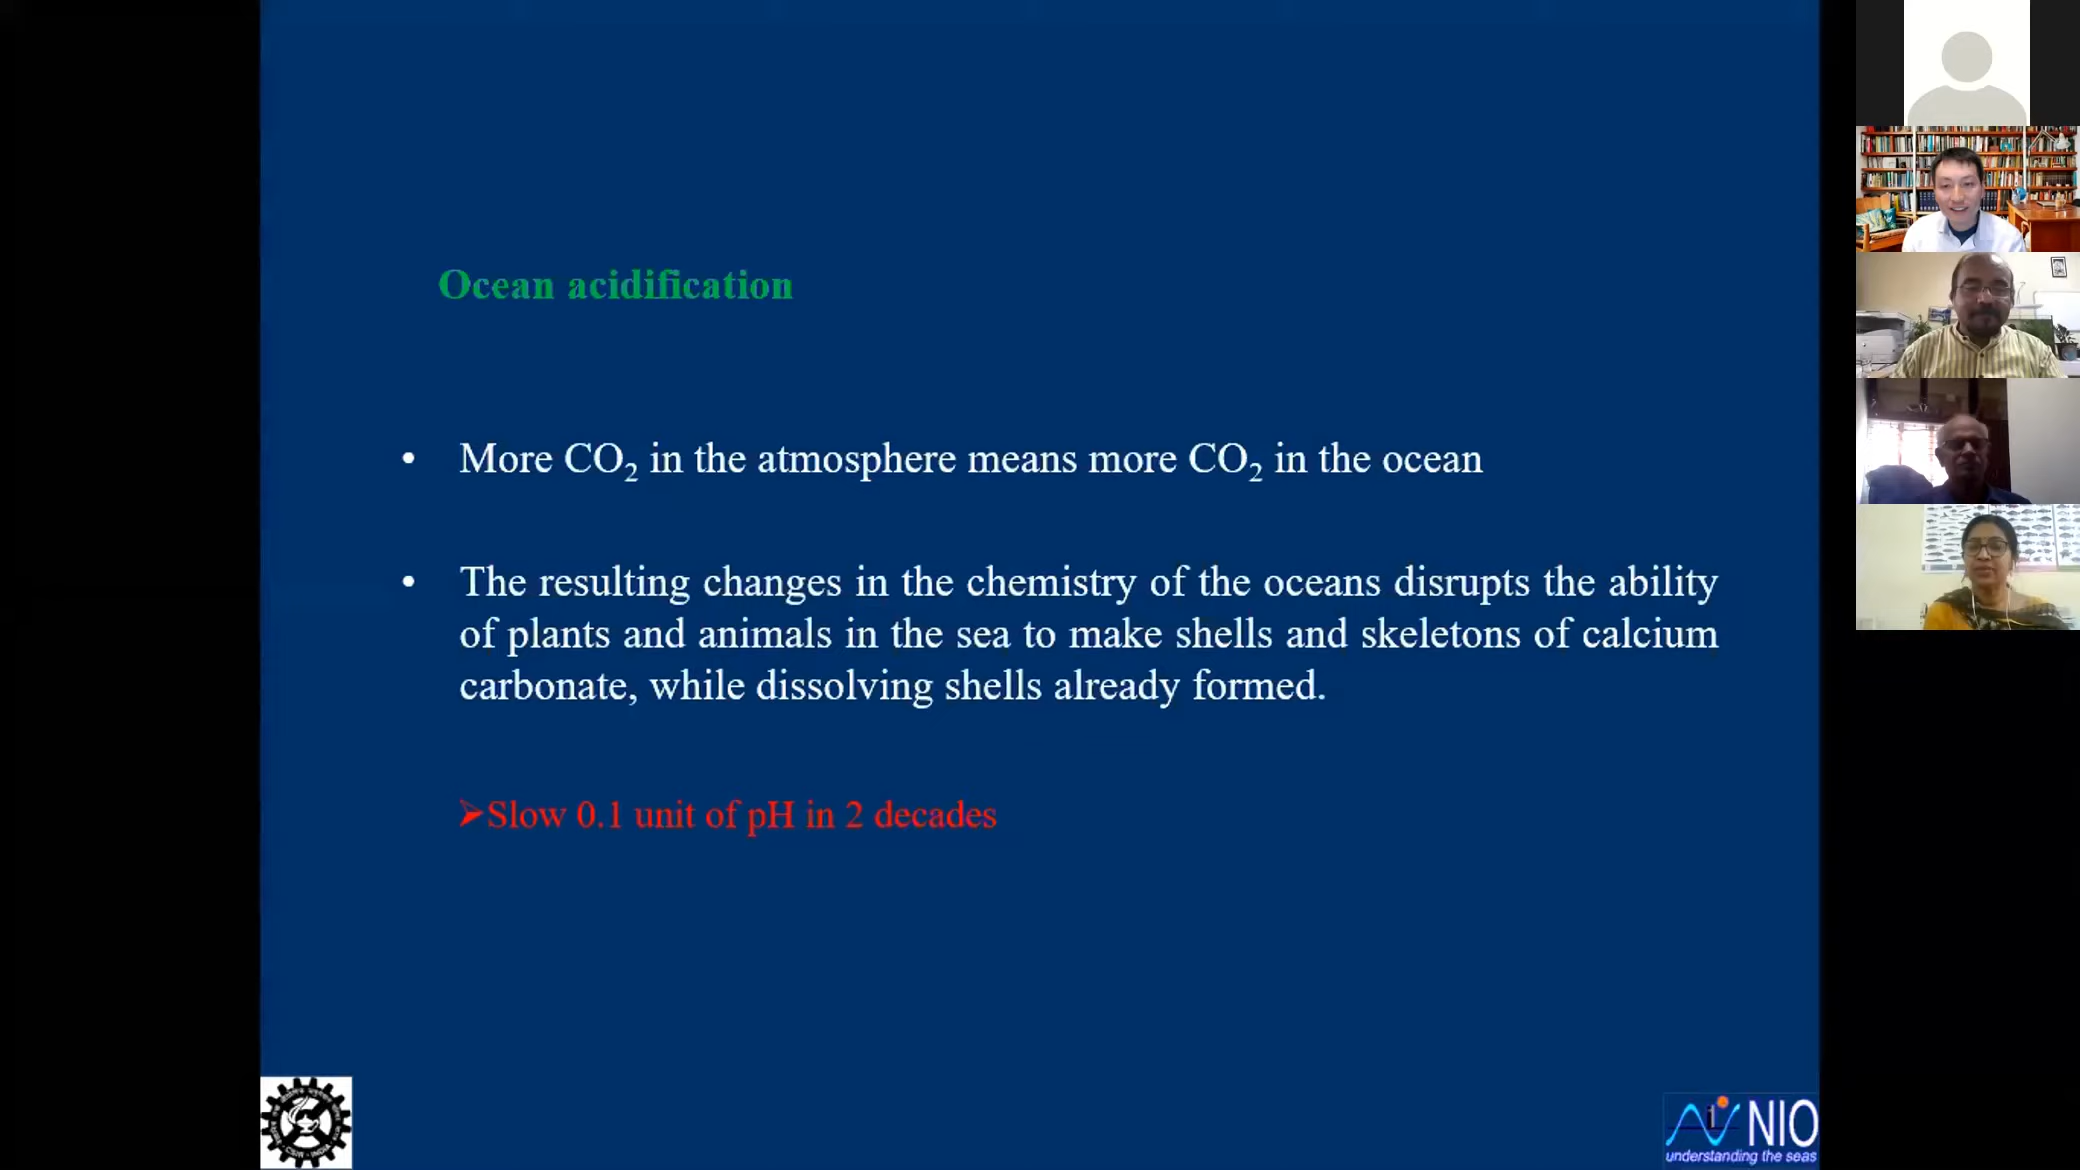 Ocean acidification
• More CO₂ in the atmosphere means more CO₂ in the ocean
• The resulting changes in the chemistry of the oceans disrupts the ability
of plants and animals in the sea to make shells and skeletons of calcium
carbonate, while dissolving shells already formed.
➢Slow 0.1 unit of pH in 2 decades
CSIR - INDIA
NIO
understanding the seas